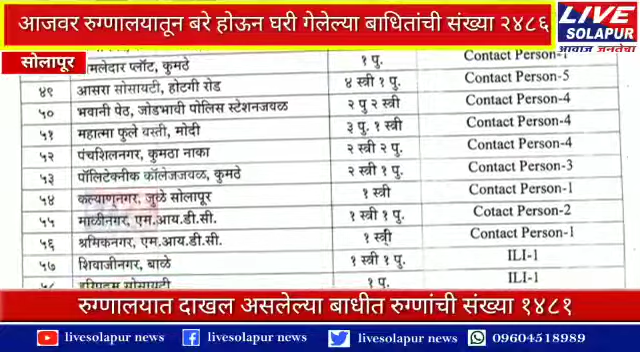 आजवर रुग्णालयातून बरे होऊन घरी गेलेल्या बाधितांची संख्या २४८६
LIVE
SOLAPUR
आवाज जनतेचा
सोलापूर
मलेदार प्लॉट, कुमठे १ पु. Contact Person-1
४९ आसरा सोसायटी, होटगी रोड ४ स्त्री १ पु. Contact Person-5
५० भवानी पेठ, जोडभावी पोलिस स्टेशनजवळ २ पु २ स्त्री Contact Person-4
५१ महात्मा फुले वस्ती, मोदी ३ पु. १ स्त्री Contact Person-4
५२ पंचशिलनगर, कुमठा नाका २ स्त्री २ पु. Contact Person-4
५३ पॉलिटेक्नीक कॉलेजजवळ, कुमठे २ स्त्री १ पु. Contact Person-3
५४ कल्याणनगर, जुळे सोलापूर १ स्त्री Contact Person-1
५५ माळीनगर, एम.आय.डी.सी. १ स्त्री १ पु. Cotact Person-2
५६ श्रमिकनगर, एम.आय.डी.सी. १ स्त्री Contact Person-1
५७ शिवाजीनगर, बाळे १ स्त्री १ पु. ILI-1
५८ सोसायटी १ पु. ILI-1
रुग्णालयात दाखल असलेल्या बाधीत रुग्णांची संख्या १४८१
livesolapur news livesolapur news livesolapur news 09604518989